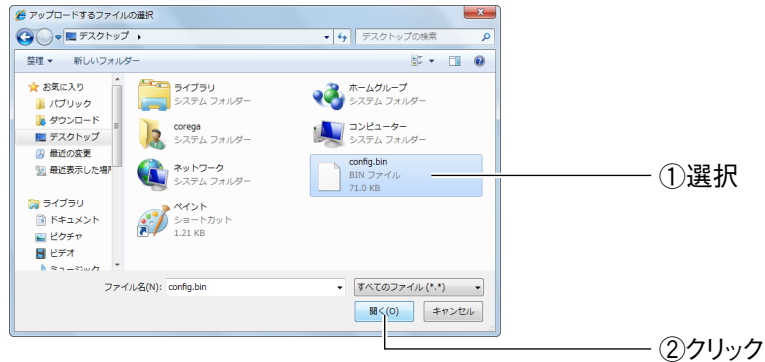 アップロードするファイルの選択
デスクトップ
デスクトップの検索
整理 新しいフォルダー
お気に入り
パブリック
ダウンロード
デスクトップ
最近の変更
最近表示した場所
ライブラリ
ドキュメント
ピクチャ
ビデオ
ミュージック
ライブラリ
システム フォルダー
ホームグループ
システム フォルダー
corega
システム フォルダー
コンピューター
システム フォルダー
ネットワーク
システム フォルダー
config.bin
BIN ファイル
71.0 KB
ペイント
ショートカット
1.21 KB
ファイル名(N): config.bin
すべてのファイル (*.*)
開く(O) キャンセル
①選択
②クリック